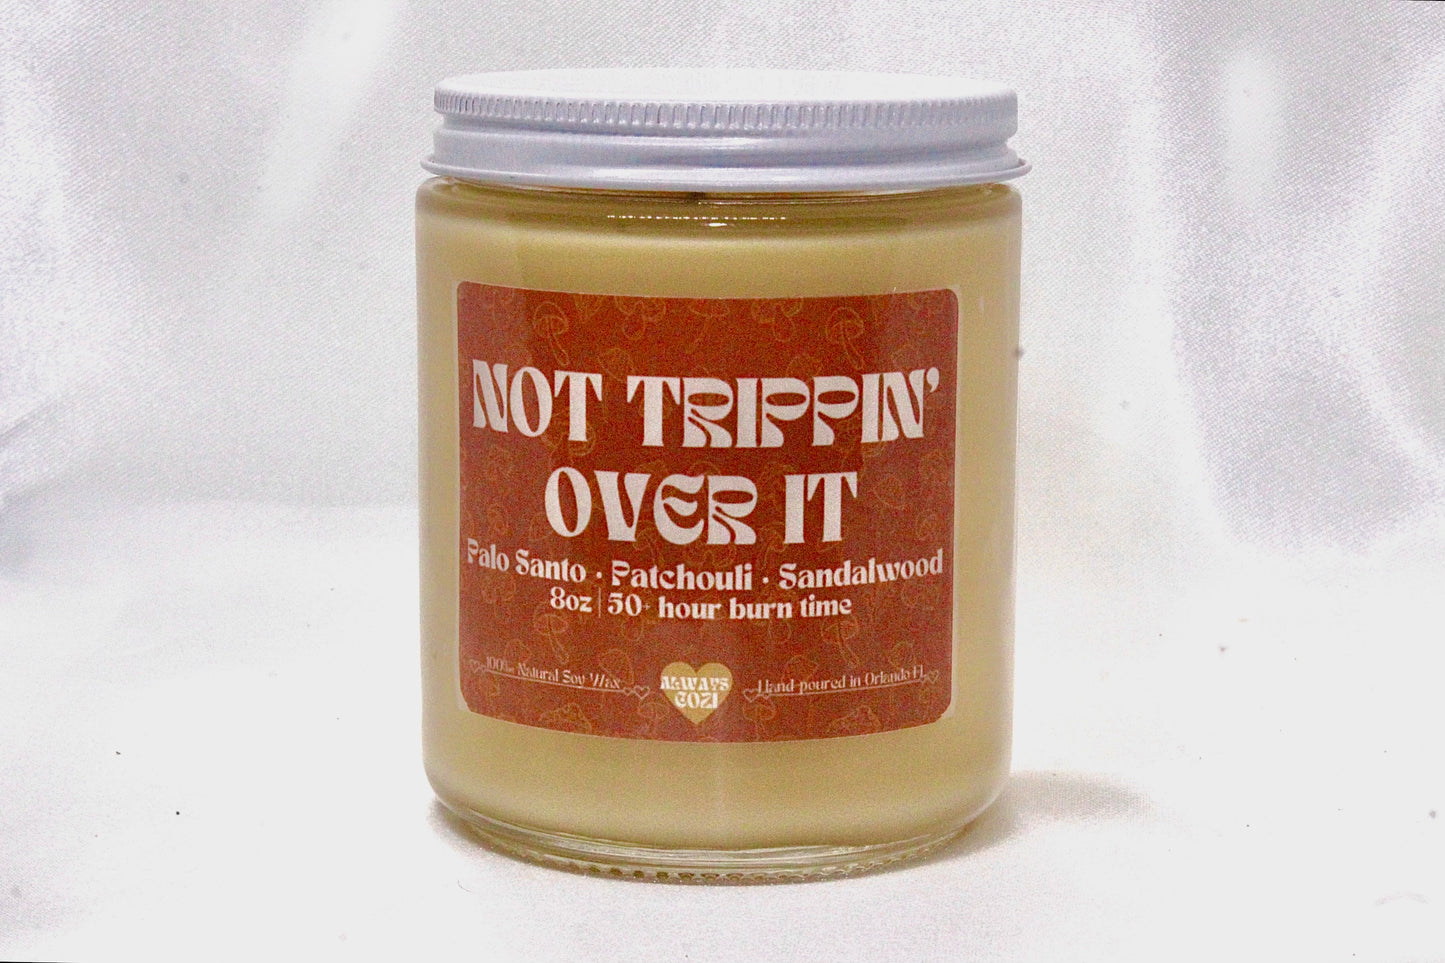 NOT TRIPPIN'
OVER IT
Palo Santo · Patchouli · Sandalwood
8oz | 50+ hour burn time
100% Natural Soy Wax
ALWAYS
COZI
Hand-poured in Orlando FL